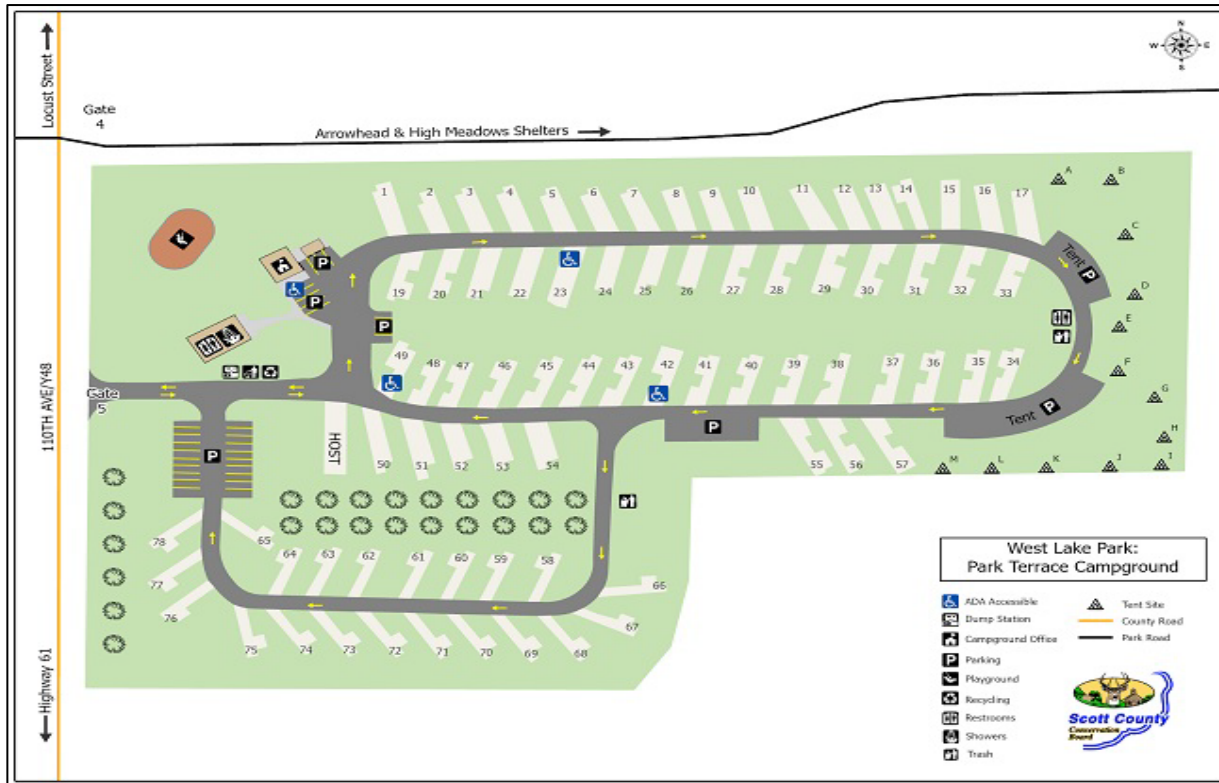 Locust Street
Gate
4
Arrowhead & High Meadows Shelters
N
W
E
S
110TH AVE/Y48
Highway 61
Gate
5
1
2
3
4
5
6
7
8
9
10
11
12
13
14
15
16
17
19
20
21
22
23
24
25
26
27
28
29
30
31
32
33
49
48
47
46
45
44
43
42
41
40
39
38
37
36
35
34
HOST
50
51
52
53
54
55
56
57
78
65
64
63
62
61
60
59
58
66
77
76
75
74
73
72
71
70
69
68
67
Tent P
Tent P
P
P
P
P
P
A
B
C
D
E
F
G
H
I
J
K
L
M
West Lake Park:
Park Terrace Campground
ADA Accessible
Dump Station
Campground Office
P Parking
Playground
Recycling
Restrooms
Showers
Trash
Tent Site
County Road
Park Road
Scott County
Conservation
Board